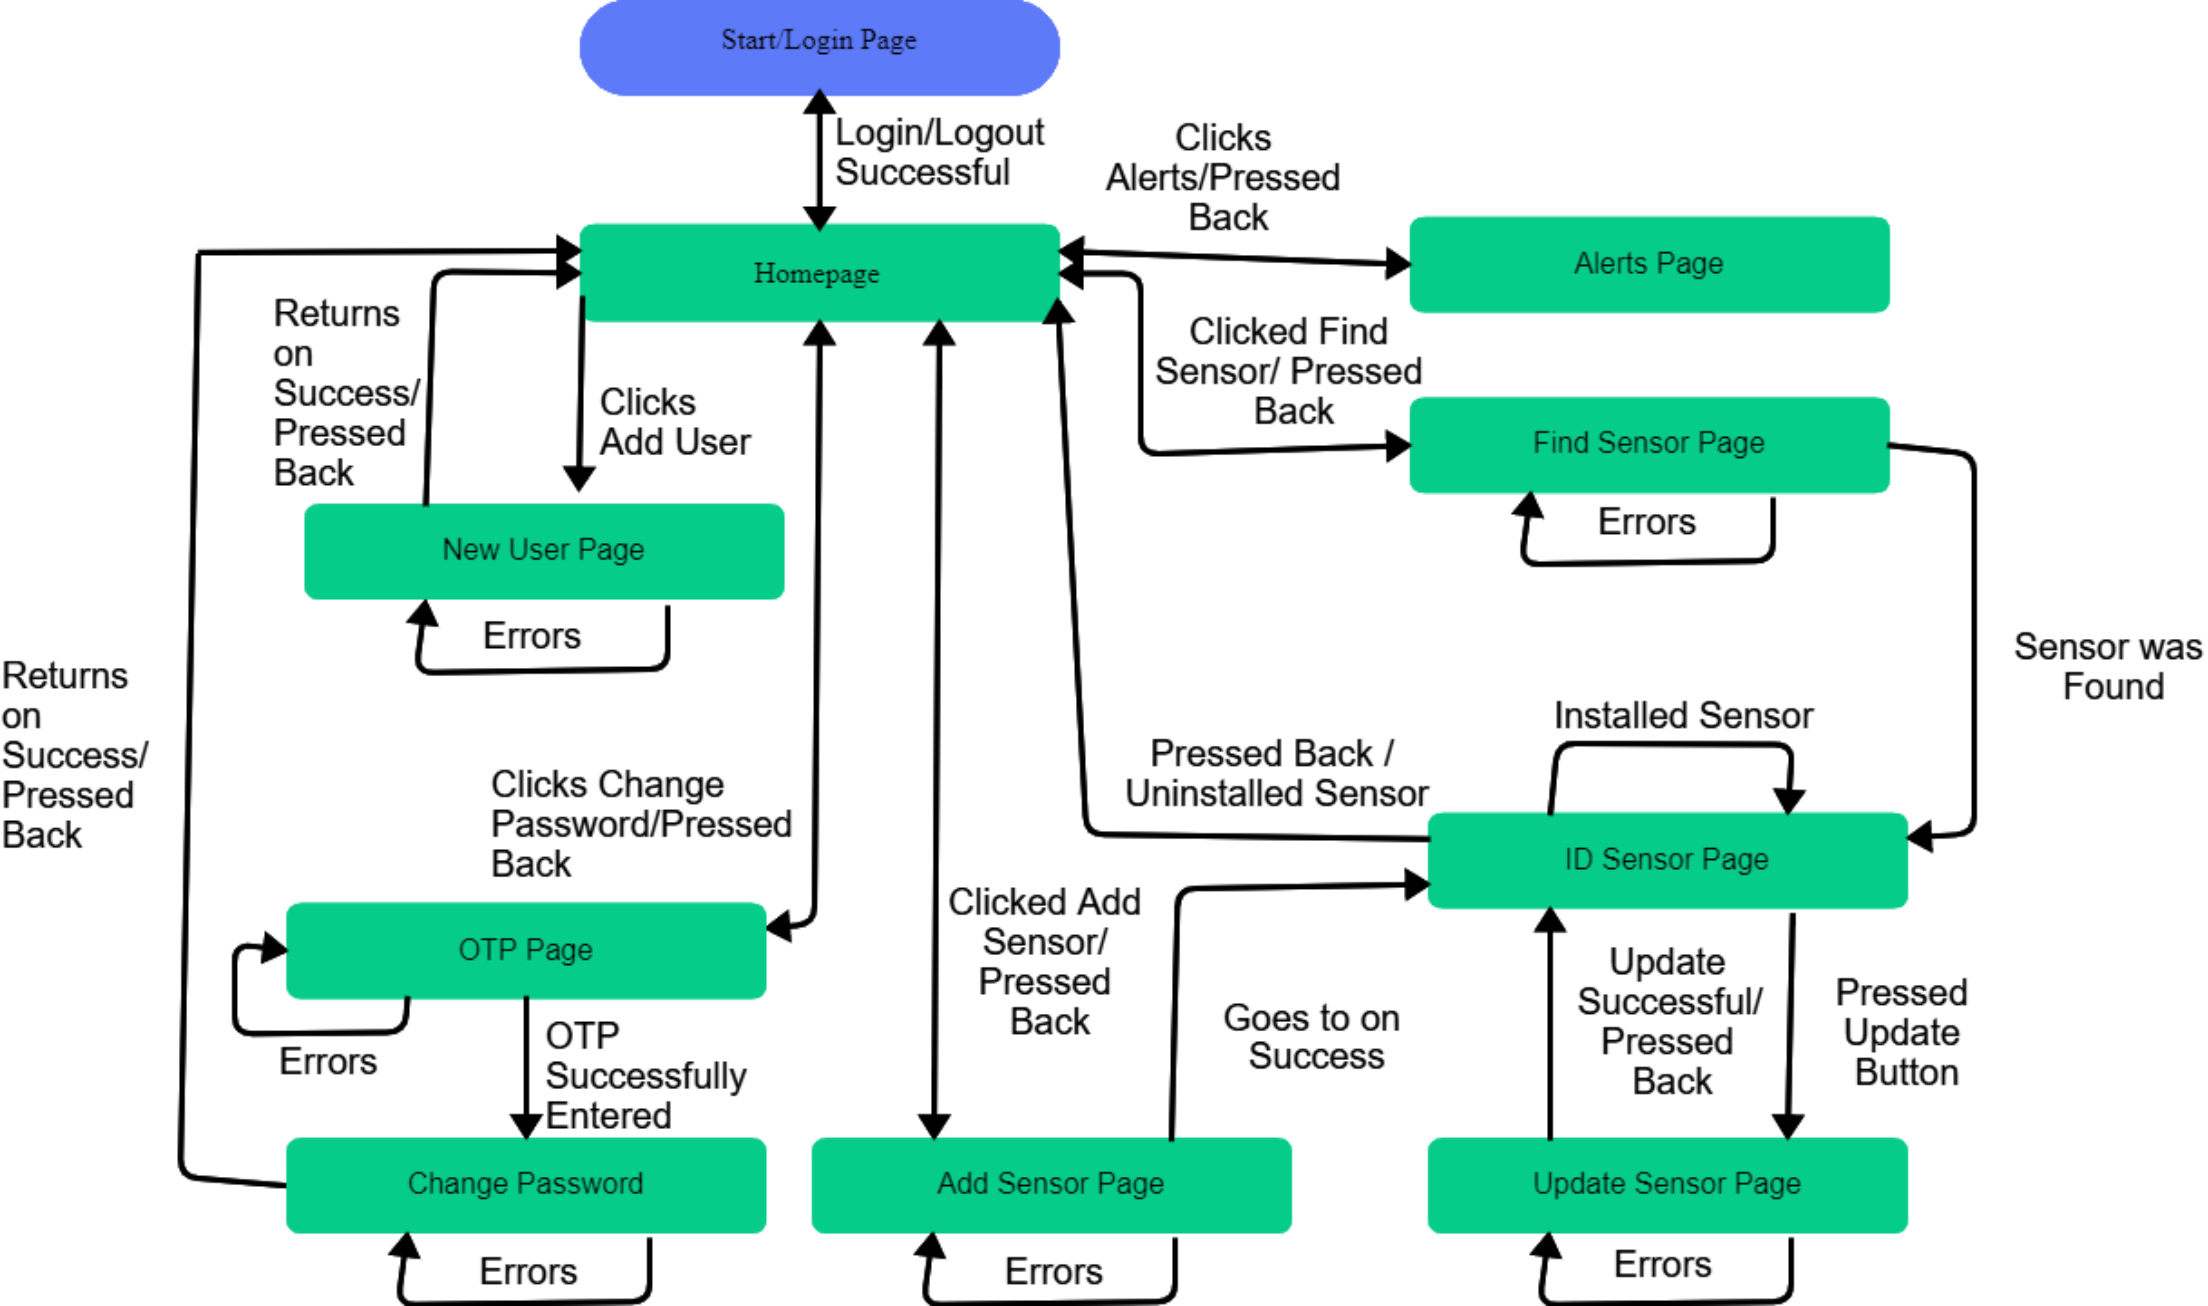 Start/Login Page
Login/Logout
Successful
Clicks
Alerts/Pressed
Back
Homepage
Alerts Page
Returns
on
Success/
Pressed
Back
Clicks
Add User
Clicked Find
Sensor/ Pressed
Back
Find Sensor Page
Errors
New User Page
Errors
Returns
on
Success/
Pressed
Back
Sensor was
Found
Installed Sensor
Pressed Back /
Uninstalled Sensor
Clicks Change
Password/Pressed
Back
ID Sensor Page
Clicked Add
Sensor/
Pressed
Back
OTP Page
Errors
OTP
Successfully
Entered
Goes to on
Success
Update
Successful/
Pressed
Back
Pressed
Update
Button
Change Password
Add Sensor Page
Update Sensor Page
Errors
Errors
Errors